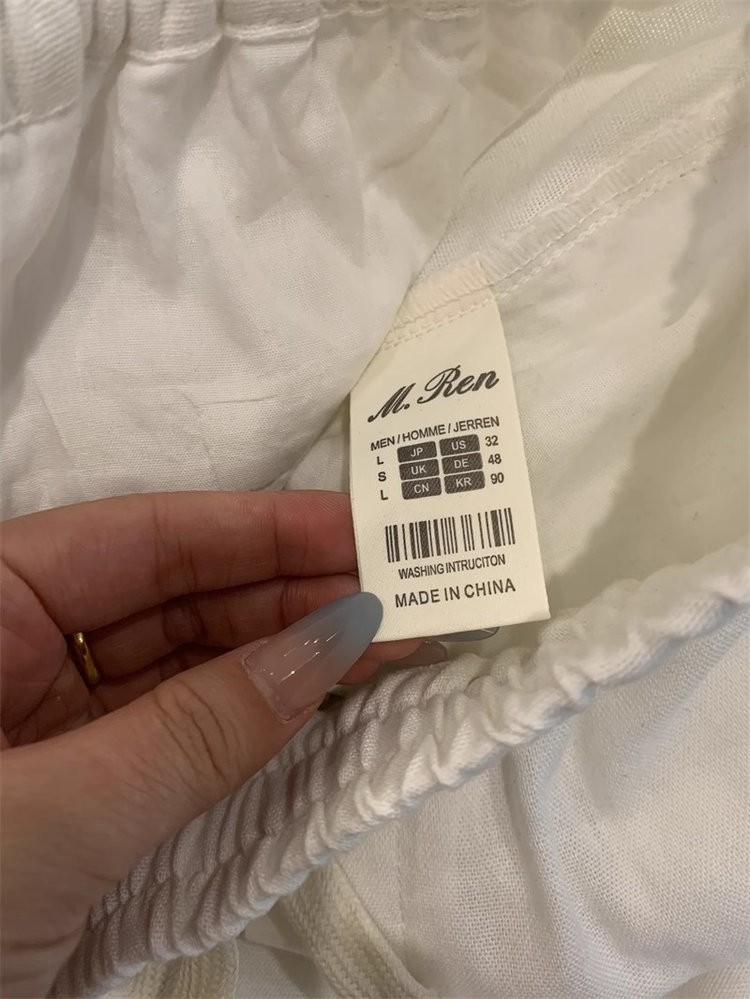 M. Ren
MEN / HOMME / JERREN
L JP US 32
S UK DE 48
L CN KR 90
WASHING INTRUCITON
MADE IN CHINA